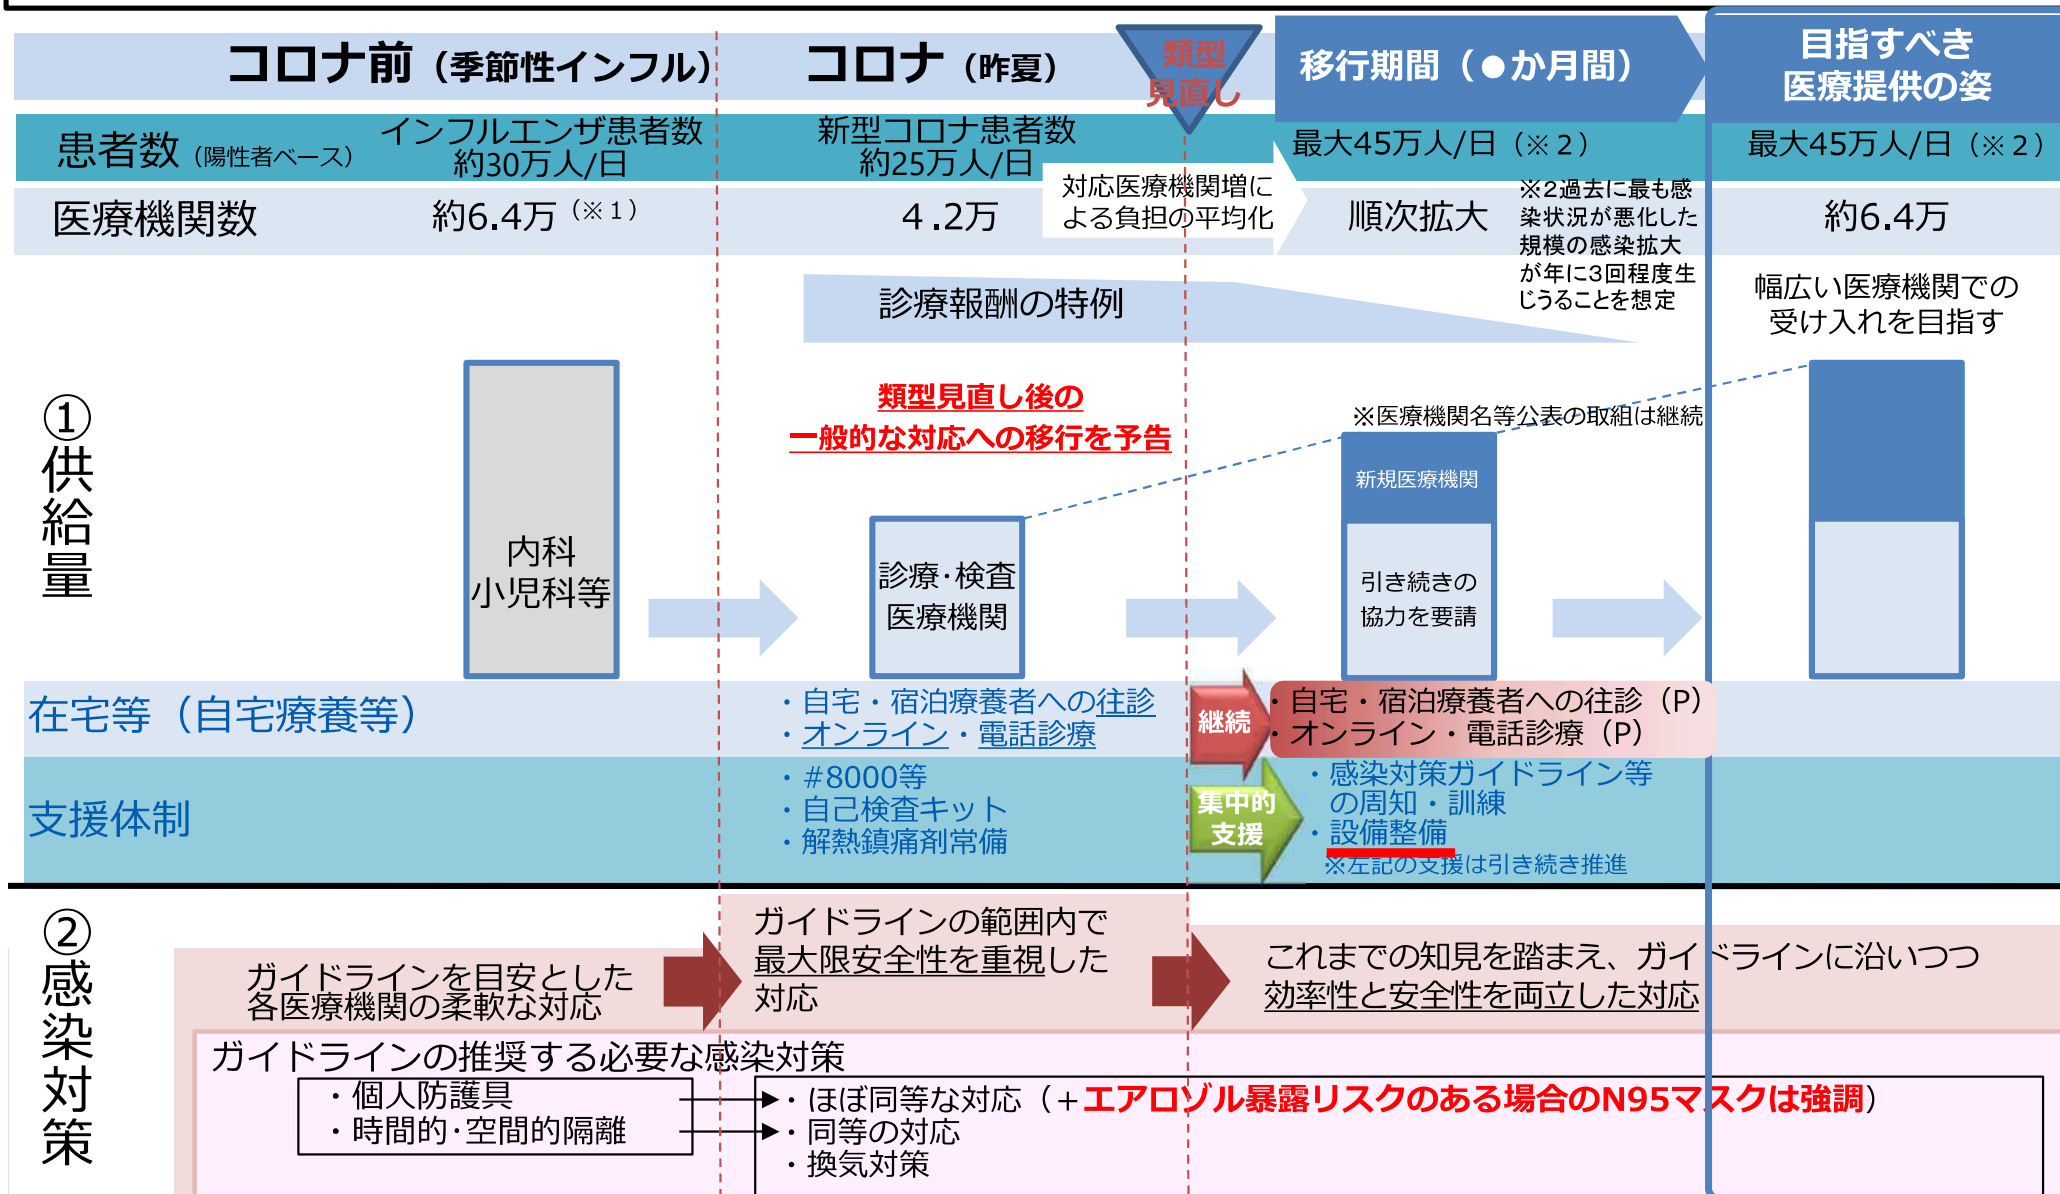 コロナ前（季節性インフル）
コロナ（昨夏）
類型
見直し
移行期間（●か月間）
目指すべき
医療提供の姿
患者数（陽性者ベース）
インフルエンザ患者数
約30万人/日
新型コロナ患者数
約25万人/日
最大45万人/日（※２）
最大45万人/日（※２）
医療機関数
約6.4万（※１）
４.2万
対応医療機関増に
よる負担の平均化
順次拡大
※2過去に最も感
染状況が悪化した
規模の感染拡大
が年に3回程度生
じうることを想定
約6.4万
診療報酬の特例
幅広い医療機関での
受け入れを目指す
①供給量
類型見直し後の
一般的な対応への移行を予告
※医療機関名等公表の取組は継続
内科
小児科等
診療・検査
医療機関
新規医療機関
引き続きの
協力を要請
在宅等（自宅療養等）
・自宅・宿泊療養者への往診
・オンライン・電話診療
継続
・自宅・宿泊療養者への往診（P）
・オンライン・電話診療（P）
支援体制
・#8000等
・自己検査キット
・解熱鎮痛剤常備
集中的
支援
・感染対策ガイドライン等
の周知・訓練
・設備整備
※左記の支援は引き続き推進
②感染対策
ガイドラインを目安とした
各医療機関の柔軟な対応
ガイドラインの範囲内で
最大限安全性を重視した
対応
これまでの知見を踏まえ、ガイドラインに沿いつつ
効率性と安全性を両立した対応
ガイドラインの推奨する必要な感染対策
・個人防護具
・時間的・空間的隔離
・ほぼ同等な対応（＋エアロゾル暴露リスクのある場合のN95マスクは強調）
・同等の対応
・換気対策